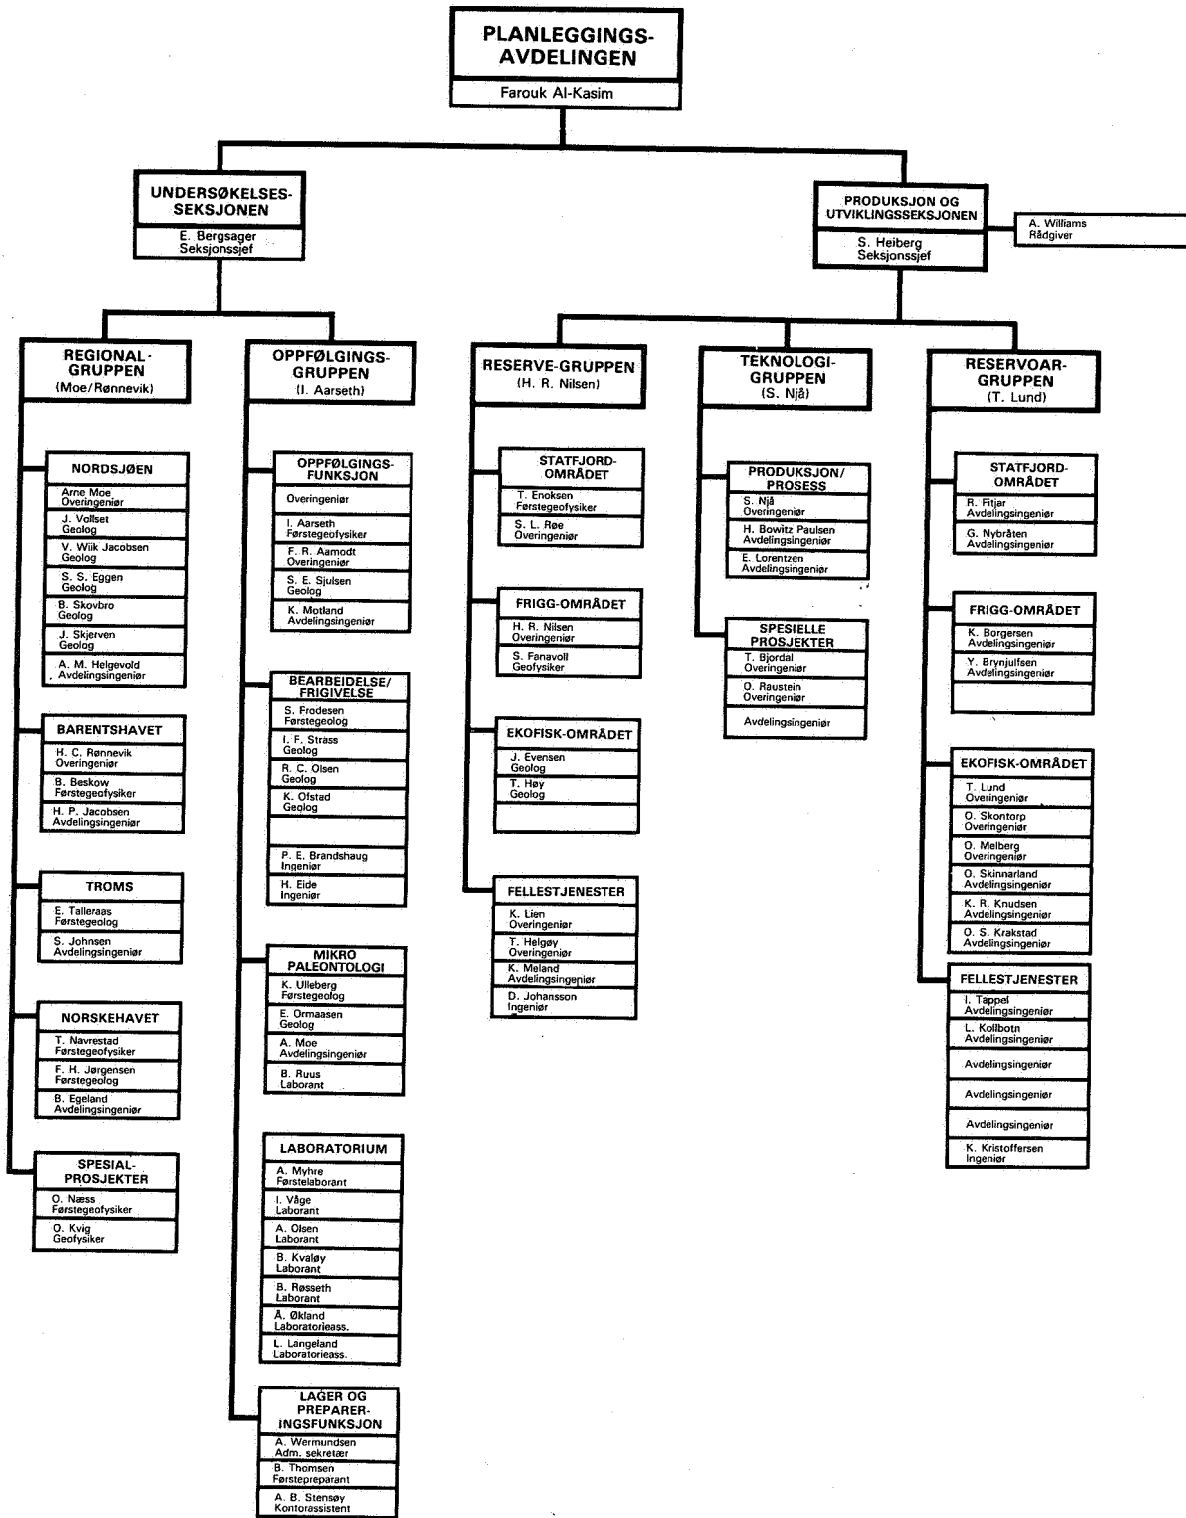 PLANLEGGINGS-
AVDELINGEN
Farouk Al-Kasim
UNDERSØKELSES-
SEKSJONEN
E. Bergsager
Seksjonssjef
PRODUKSJON OG
UTVIKLINGSSEKSJONEN
S. Heiberg
Seksjonssjef
A. Williams
Rådgiver
REGIONAL-
GRUPPEN
(Moe/Rønnevik)
NORDSJØEN
Arne Moe
Overingeniør
J. Vollset
Geolog
V. Wiik Jacobsen
Geolog
S. S. Eggen
Geolog
B. Skovbro
Geolog
J. Skjerven
Geolog
A. M. Helgevold
Avdelingsingeniør
BARENTSHAVET
H. C. Rønnevik
Overingeniør
B. Beskow
Førstegeofysiker
H. P. Jacobsen
Avdelingsingeniør
TROMS
E. Talleraas
Førstegeolog
S. Johnsen
Avdelingsingeniør
NORSKEHAVET
T. Navrestad
Førstegeofysiker
F. H. Jørgensen
Førstegeolog
B. Egeland
Avdelingsingeniør
SPESIAL-
PROSJEKTER
O. Næss
Førstegeofysiker
O. Kvig
Geofysiker
OPPFØLGINGS-
GRUPPEN
(I. Aarseth)
OPPFØLGINGS-
FUNKSJON
Overingeniør
I. Aarseth
Førstegeofysiker
F. R. Aamodt
Overingeniør
S. E. Sjulsen
Geolog
K. Motland
Avdelingsingeniør
BEARBEIDELSE/
FRIGIVELSE
S. Frodesen
Førstegeolog
I. F. Strass
Geolog
R. C. Olsen
Geolog
K. Ofstad
Geolog
P. E. Brandshaug
Ingeniør
H. Eide
Ingeniør
MIKRO
PALEONTOLOGI
K. Ulleberg
Førstegeolog
E. Ormaasen
Geolog
A. Moe
Avdelingsingeniør
B. Ruus
Laborant
LABORATORIUM
A. Myhre
Førstelaborant
I. Våge
Laborant
A. Olsen
Laborant
B. Kvaløy
Laborant
B. Røsseth
Laborant
Å. Økland
Laboratorieass.
L. Langeland
Laboratorieass.
LAGER OG
PREPARER-
INGSFUNKSJON
A. Wermundsen
Adm. sekretær
B. Thomsen
Førstepreparant
A. B. Stensøy
Kontorassistent
RESERVE-GRUPPEN
(H. R. Nilsen)
STATFJORD-
OMRÅDET
T. Enoksen
Førstegeofysiker
S. L. Røe
Overingeniør
FRIGG-OMRÅDET
H. R. Nilsen
Overingeniør
S. Fanavoll
Geofysiker
EKOFISK-OMRÅDET
J. Evensen
Geolog
T. Høy
Geolog
FELLESTJENESTER
K. Lien
Overingeniør
T. Helgøy
Overingeniør
K. Meland
Avdelingsingeniør
D. Johansson
Ingeniør
TEKNOLOGI-
GRUPPEN
(S. Njå)
PRODUKSJON/
PROSESS
S. Njå
Overingeniør
H. Bowitz Paulsen
Avdelingsingeniør
E. Lorentzen
Avdelingsingeniør
SPESIELLE
PROSJEKTER
T. Bjordal
Overingeniør
O. Raustein
Overingeniør
Avdelingsingeniør
RESERVOAR-
GRUPPEN
(T. Lund)
STATFJORD-
OMRÅDET
R. Fitjar
Avdelingsingeniør
G. Nybråten
Avdelingsingeniør
FRIGG-OMRÅDET
K. Borgersen
Avdelingsingeniør
Y. Brynjulfsen
Avdelingsingeniør
EKOFISK-OMRÅDET
T. Lund
Overingeniør
O. Skontorp
Overingeniør
O. Melberg
Overingeniør
O. Skinnarland
Avdelingsingeniør
K. R. Knudsen
Avdelingsingeniør
O. S. Krakstad
Avdelingsingeniør
FELLESTJENESTER
I. Tappel
Avdelingsingeniør
L. Kollbotn
Avdelingsingeniør
Avdelingsingeniør
Avdelingsingeniør
Avdelingsingeniør
K. Kristoffersen
Ingeniør